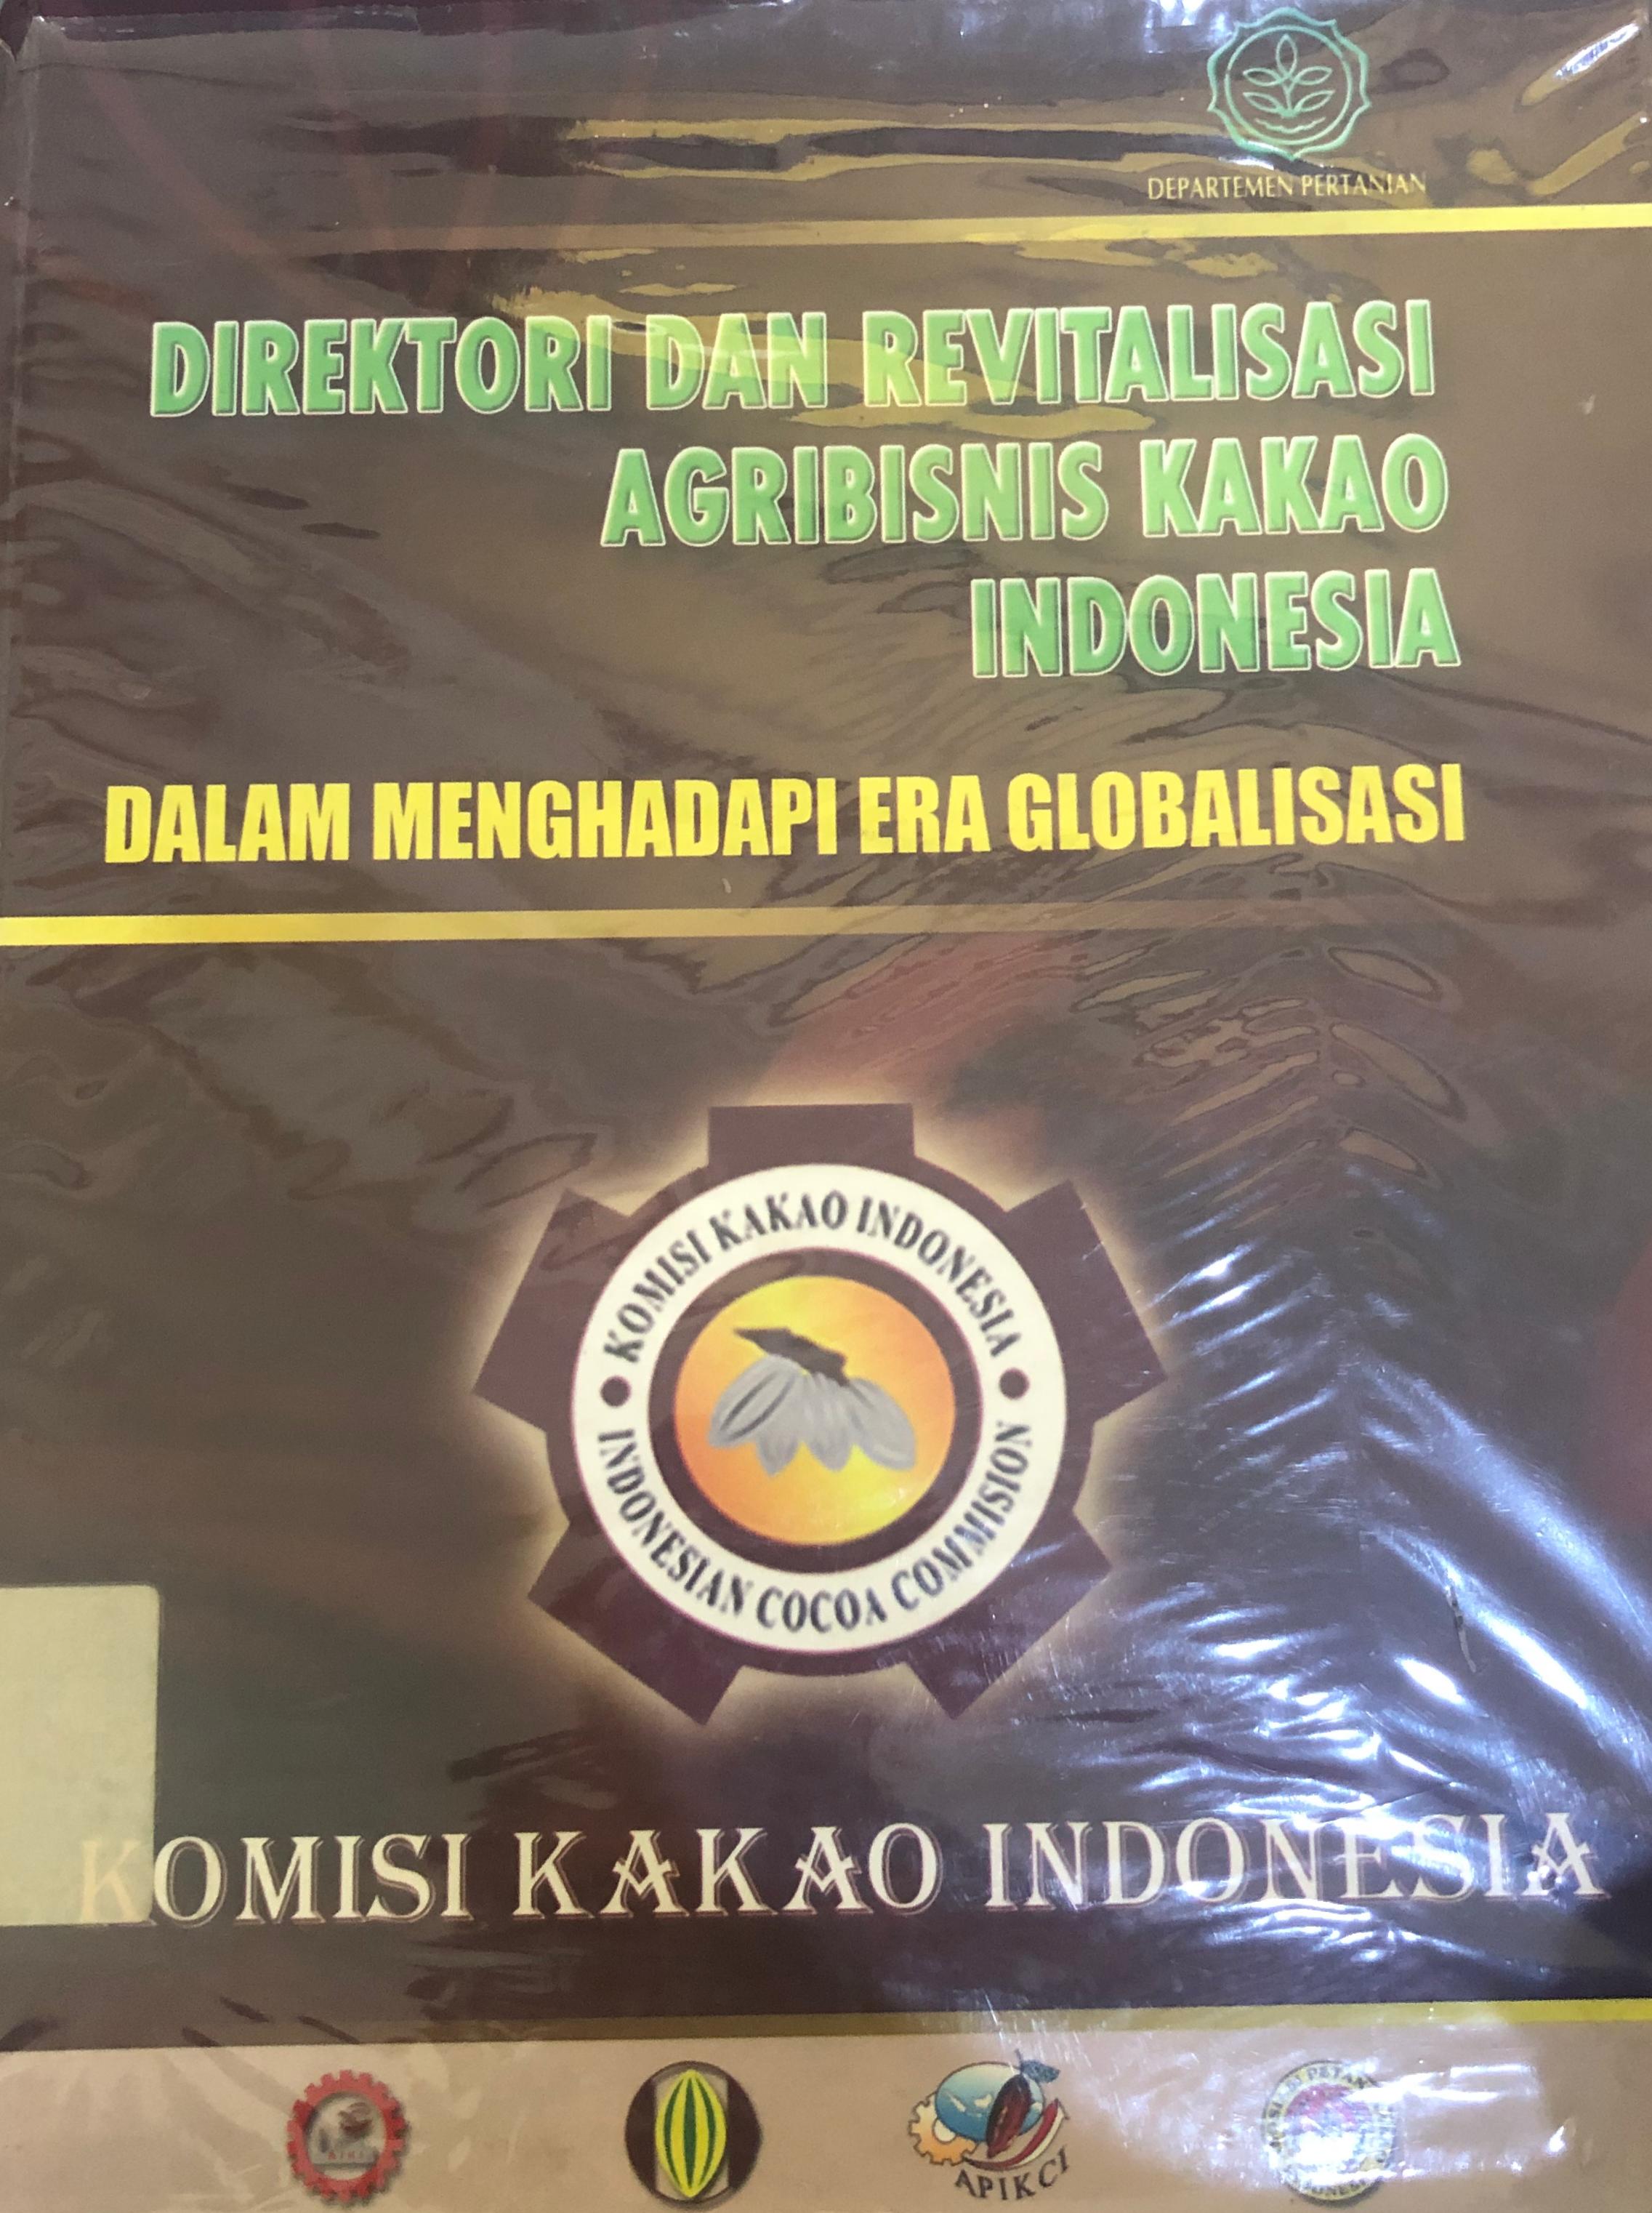 DEPARTEMEN PERTANIAN
DIREKTORI DAN REVITALISASI
AGRIBISNIS KAKAO
INDONESIA
DALAM MENGHADAPI ERA GLOBALISASI
KOMISI KAKAO INDONESIA
INDONESIAN COCOA COMMISION
KOMISI KAKAO INDONESIA
APIKCI